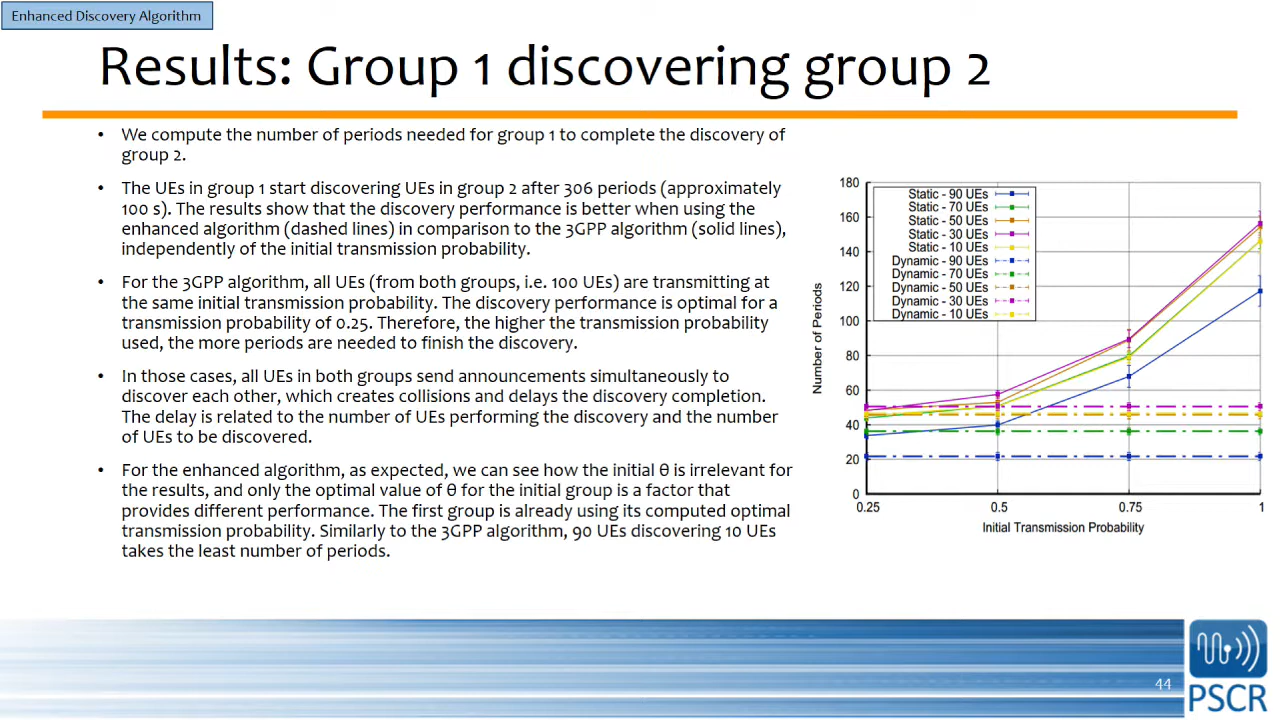 Enhanced Discovery Algorithm
Results: Group 1 discovering group 2
• We compute the number of periods needed for group 1 to complete the discovery of
group 2.
• The UEs in group 1 start discovering UEs in group 2 after 306 periods (approximately
100 s). The results show that the discovery performance is better when using the
enhanced algorithm (dashed lines) in comparison to the 3GPP algorithm (solid lines),
independently of the initial transmission probability.
• For the 3GPP algorithm, all UEs (from both groups, i.e. 100 UEs) are transmitting at
the same initial transmission probability. The discovery performance is optimal for a
transmission probability of 0.25. Therefore, the higher the transmission probability
used, the more periods are needed to finish the discovery.
• In those cases, all UEs in both groups send announcements simultaneously to
discover each other, which creates collisions and delays the discovery completion.
The delay is related to the number of UEs performing the discovery and the number
of UEs to be discovered.
• For the enhanced algorithm, as expected, we can see how the initial θ is irrelevant for
the results, and only the optimal value of θ for the initial group is a factor that
provides different performance. The first group is already using its computed optimal
transmission probability. Similarly to the 3GPP algorithm, 90 UEs discovering 10 UEs
takes the least number of periods.
180
160
140
120
100
80
60
40
20
0
Number of Periods
Static - 90 UEs
Static - 70 UEs
Static - 50 UEs
Static - 30 UEs
Static - 10 UEs
Dynamic - 90 UEs
Dynamic - 70 UEs
Dynamic - 50 UEs
Dynamic - 30 UEs
Dynamic - 10 UEs
0.25 0.5 0.75 1
Initial Transmission Probability
44
PSCR